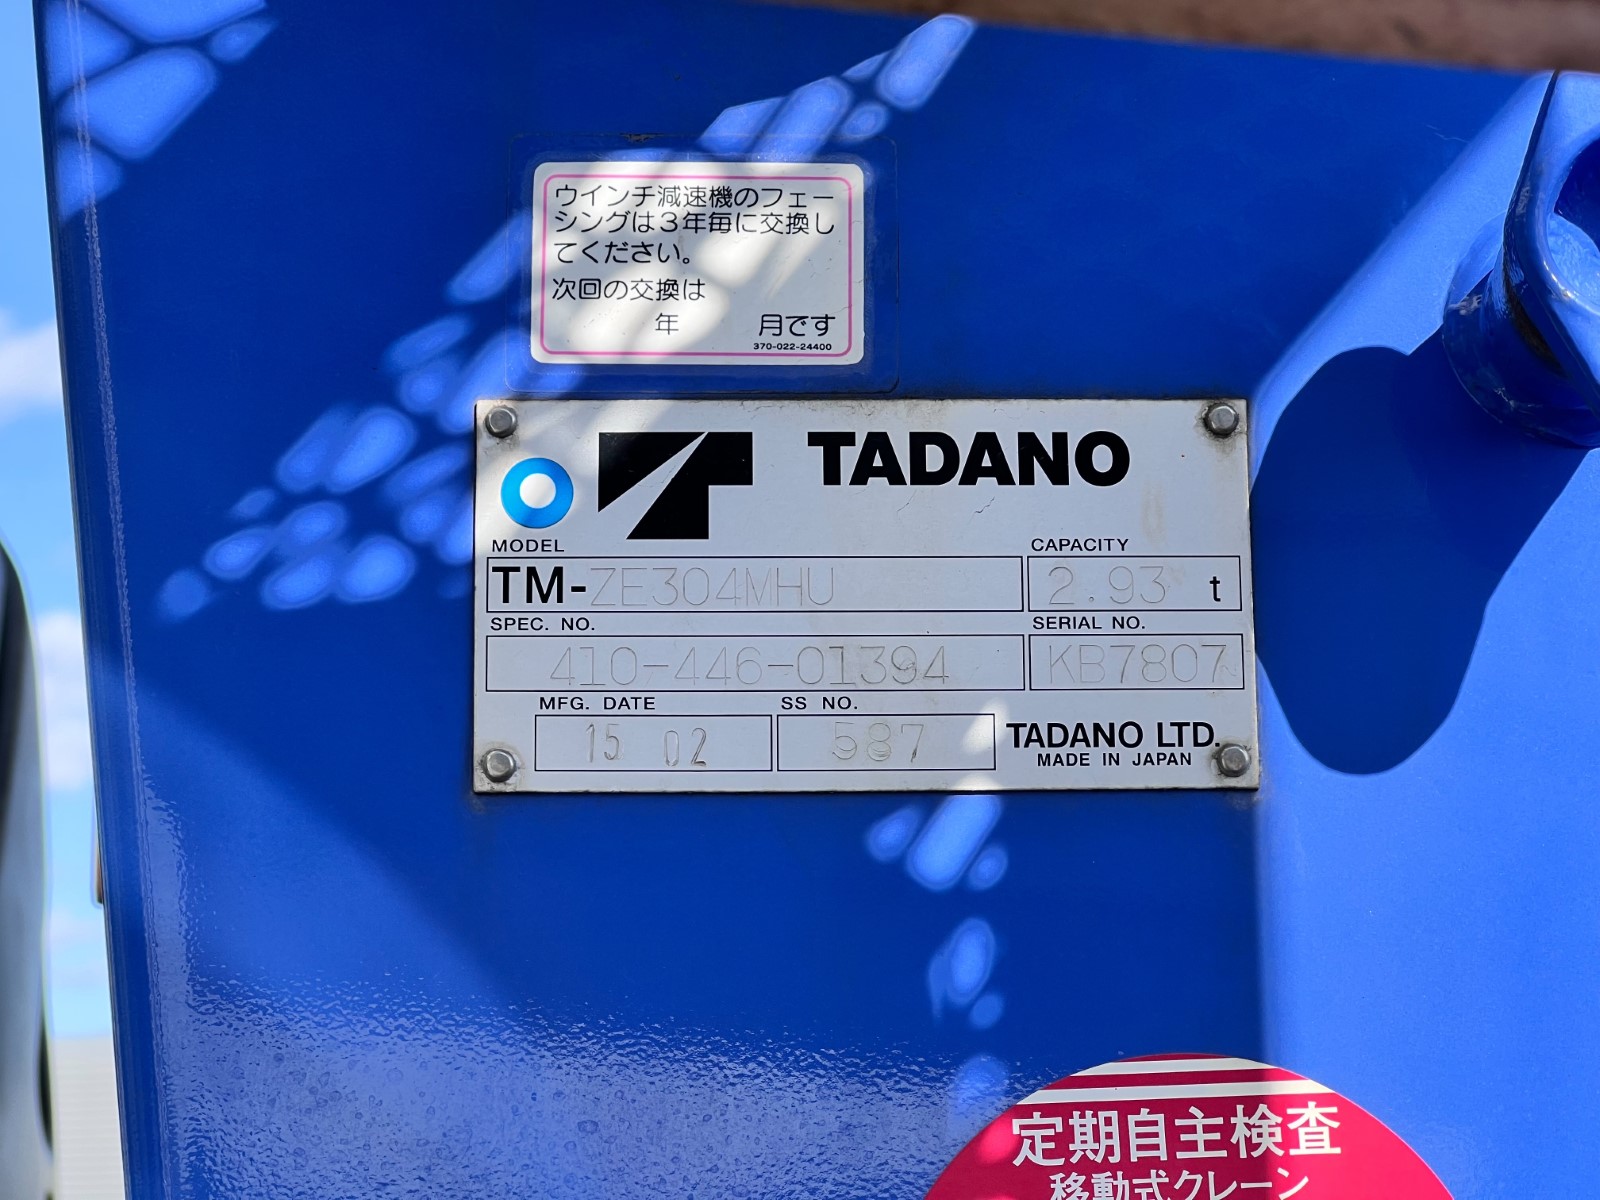 ウインチ減速機のフェー
シングは3年毎に交換し
てください。
次回の交換は
年 月です
370-022-24400
TADANO
MODEL CAPACITY
TM-ZE304MHU 2.93 t
SPEC. NO. SERIAL NO.
410-446-01394 KB7807
MFG. DATE SS NO.
15 02 587 TADANO LTD.
MADE IN JAPAN
定期自主検査
移動式クレーン